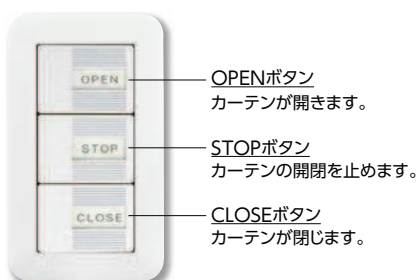 OPEN
OPENボタン
カーテンが開きます。
STOP
STOPボタン
カーテンの開閉を止めます。
CLOSE
CLOSEボタン
カーテンが閉じます。